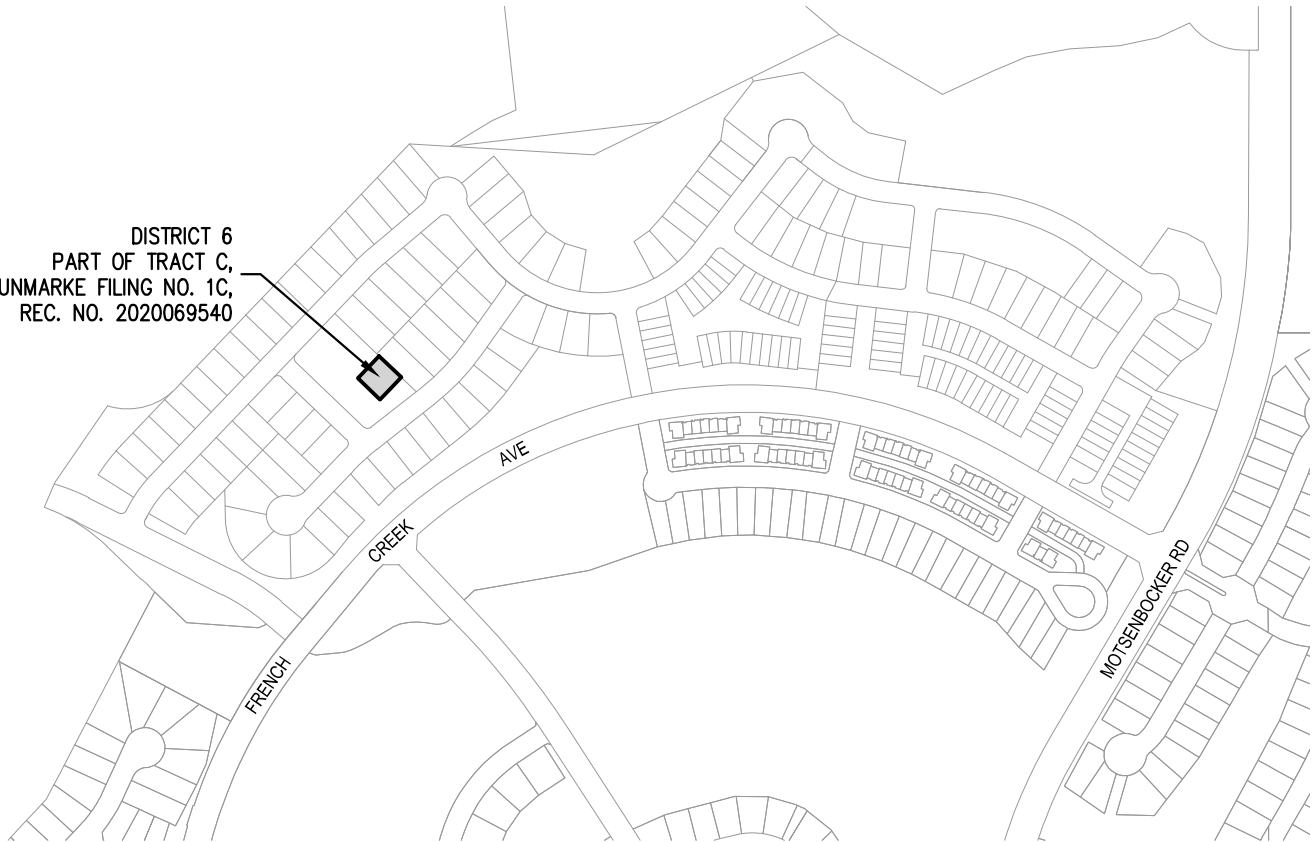 DISTRICT 6
PART OF TRACT C,
UNMARKE FILING NO. 1C,
REC. NO. 2020069540
AVE
CREEK
FRENCH
MOTSENBOCKER RD